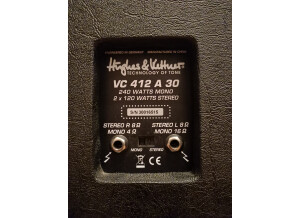 Hughes & Kettner
TECHNOLOGY OF TONE
VC 412 A 30
240 WATTS MONO
2 x 120 WATTS STEREO
STEREO R 8 Ω STEREO L 8 Ω
MONO 4 Ω MONO 16 Ω
MONO STEREO